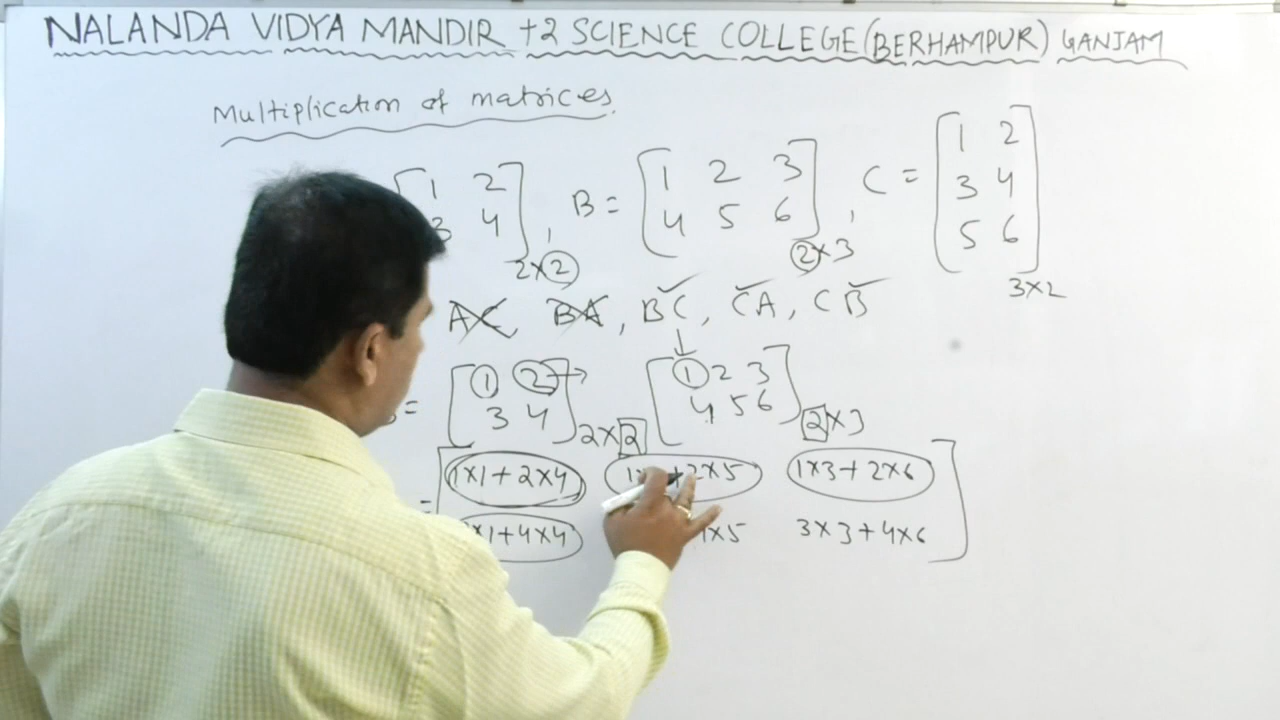 NALANDA VIDYA MANDIR +2 SCIENCE COLLEGE (BERHAMPUR) GANJAM
Multiplication of matrices.
1 2 , B = 1 2 3 , C = 1 2
3 4 4 5 6 3 4
2×2 2×3 5 6
3×2
AC, BA, BC, CA, CB
= [ 1 2 [ 1 2 3
3 4 ] 2×2 4 5 6 ] 2×3
= [ 1×1+2×4 +2×5 1×3+2×6
×1+4×4 ×5 3×3+4×6 ]